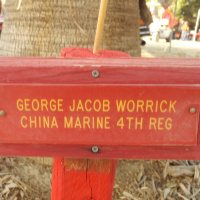 GEORGE JACOB WORRICK
CHINA MARINE 4TH REG